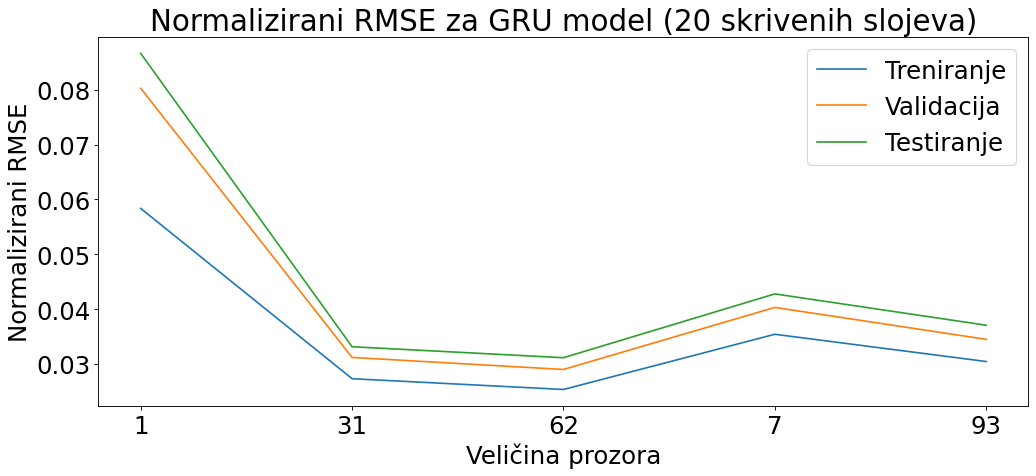 Normalizirani RMSE za GRU model (20 skrivenih slojeva)
Treniranje
Validacija
Testiranje
Normalizirani RMSE
0.08
0.07
0.06
0.05
0.04
0.03
1 31 62 7 93
Veličina prozora